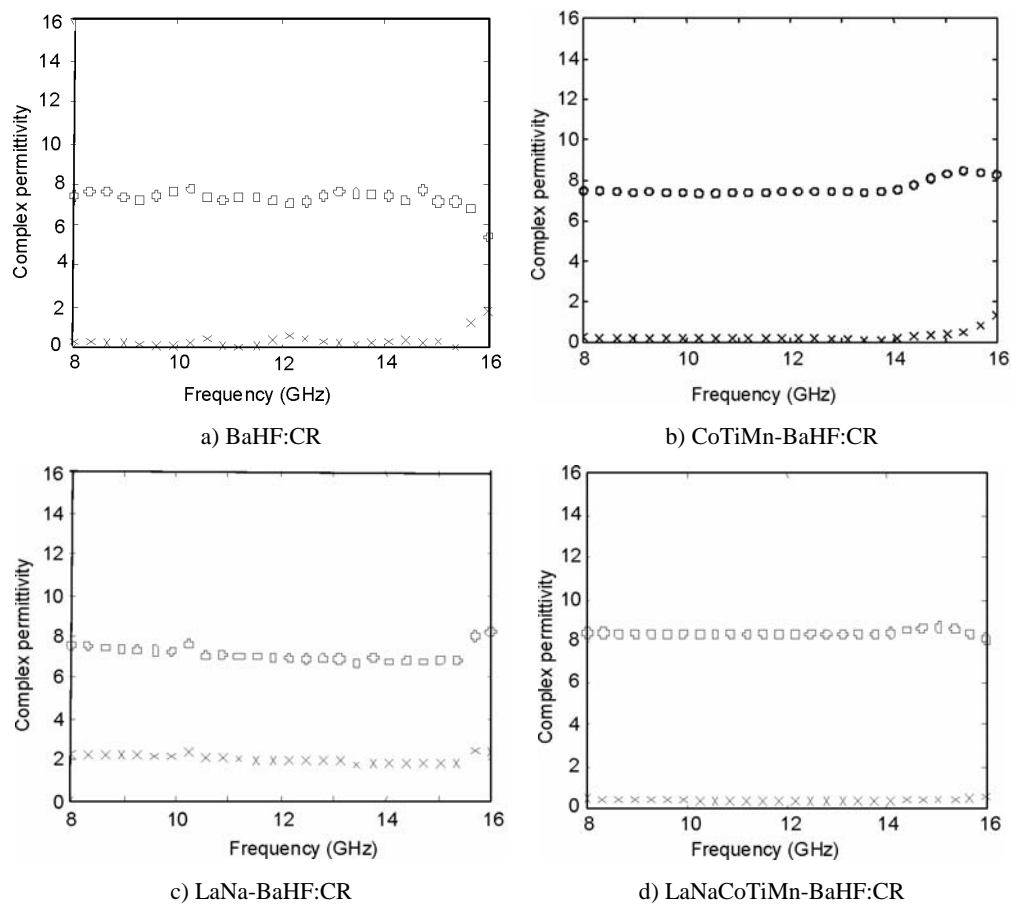 16
14
12
10
8
6
4
2
0
Complex permittivity
8 10 12 14 16
Frequency (GHz)
a) BaHF:CR
16
14
12
10
8
6
4
2
0
Complex permittivity
8 10 12 14 16
Frequency (GHz)
b) CoTiMn-BaHF:CR
16
14
12
10
8
6
4
2
0
Complex permittivity
8 10 12 14 16
Frequency (GHz)
c) LaNa-BaHF:CR
16
14
12
10
8
6
4
2
0
Complex permittivity
8 10 12 14 16
Frequency (GHz)
d) LaNaCoTiMn-BaHF:CR